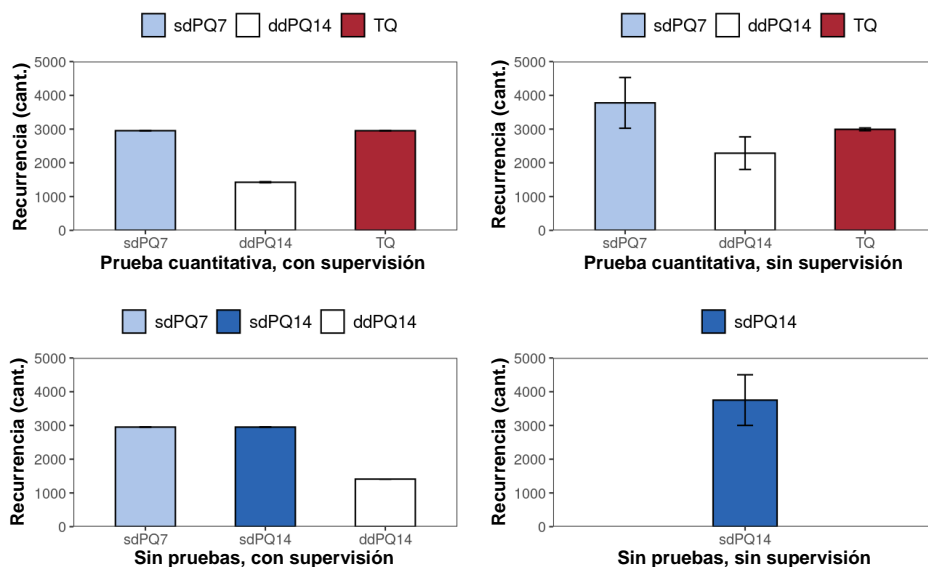 sdPQ7 ddPQ14 TQ
Recurrencia (cant.)
5000
4000
3000
2000
1000
0
sdPQ7 ddPQ14 TQ
Prueba cuantitativa, con supervisión
sdPQ7 ddPQ14 TQ
Recurrencia (cant.)
5000
4000
3000
2000
1000
0
sdPQ7 ddPQ14 TQ
Prueba cuantitativa, sin supervisión
sdPQ7 sdPQ14 ddPQ14
Recurrencia (cant.)
5000
4000
3000
2000
1000
0
sdPQ7 sdPQ14 ddPQ14
Sin pruebas, con supervisión
sdPQ14
Recurrencia (cant.)
5000
4000
3000
2000
1000
0
sdPQ14
Sin pruebas, sin supervisión